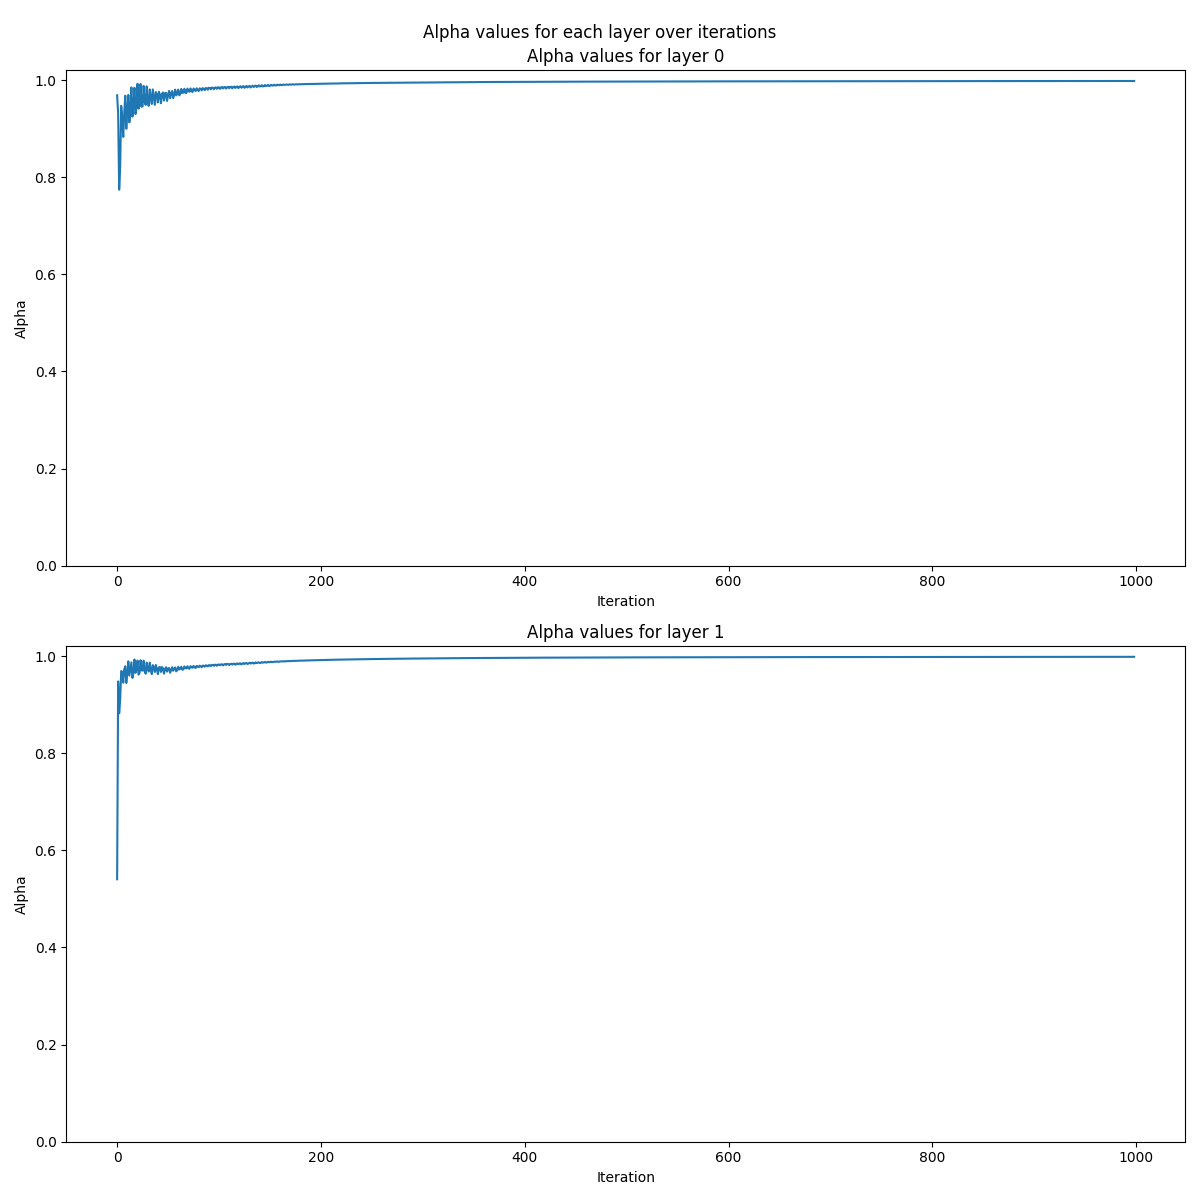 Alpha values for each layer over iterations
Alpha values for layer 0
1.0
0.8
0.6
0.4
0.2
0.0
Alpha
0 200 400 600 800 1000
Iteration
Alpha values for layer 1
1.0
0.8
0.6
0.4
0.2
0.0
Alpha
0 200 400 600 800 1000
Iteration